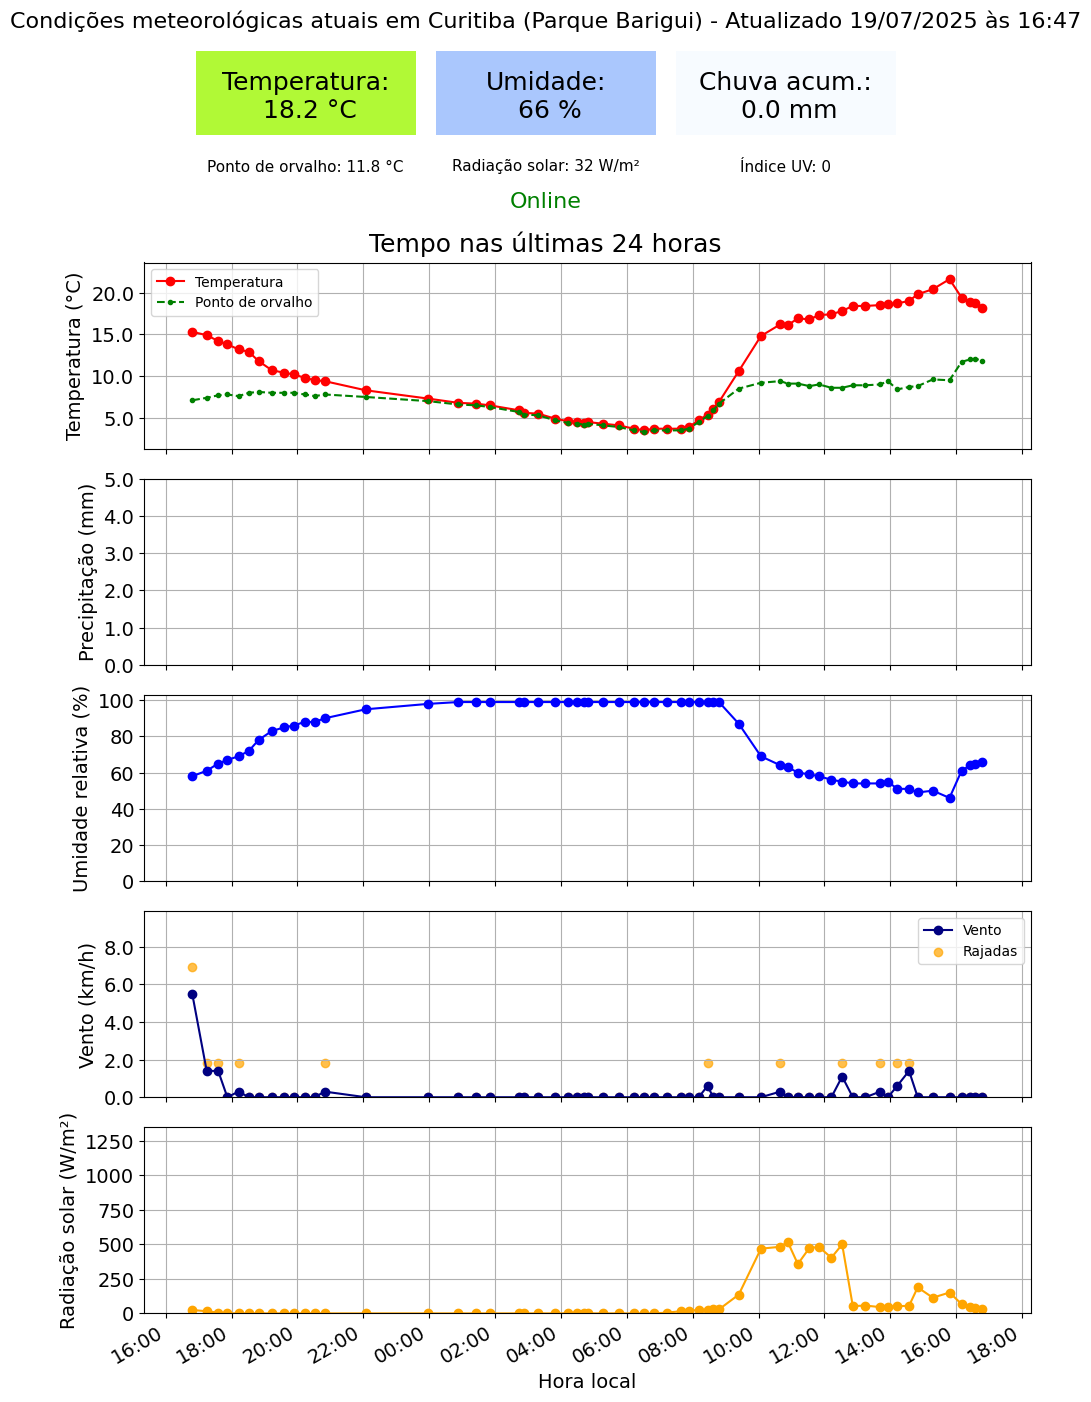 Condições meteorológicas atuais em Curitiba (Parque Barigui) - Atualizado 19/07/2025 às 16:47
Temperatura:
18.2 °C
Umidade:
66 %
Chuva acum.:
0.0 mm
Ponto de orvalho: 11.8 °C
Radiação solar: 32 W/m²
Índice UV: 0
Online
Tempo nas últimas 24 horas
Temperatura (°C)
20.0
15.0
10.0
5.0
Temperatura
Ponto de orvalho
Precipitação (mm)
5.0
4.0
3.0
2.0
1.0
0.0
Umidade relativa (%)
100
80
60
40
20
0
Vento (km/h)
8.0
6.0
4.0
2.0
0.0
Vento
Rajadas
Radiação solar (W/m²)
1250
1000
750
500
250
0
16:00
18:00
20:00
22:00
00:00
02:00
04:00
06:00
08:00
10:00
12:00
14:00
16:00
18:00
Hora local